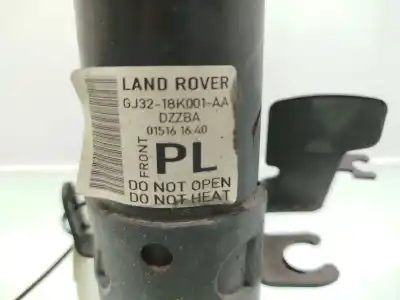 LAND ROVER
GJ32-18K001-AA
DZZBA
01516 16:40
FRONT
PL
DO NOT OPEN
DO NOT HEAT